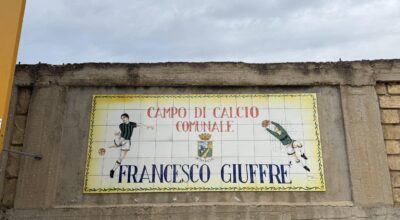 CAMPO DI CALCIO
COMUNALE
FRANCESCO GIUFFRE